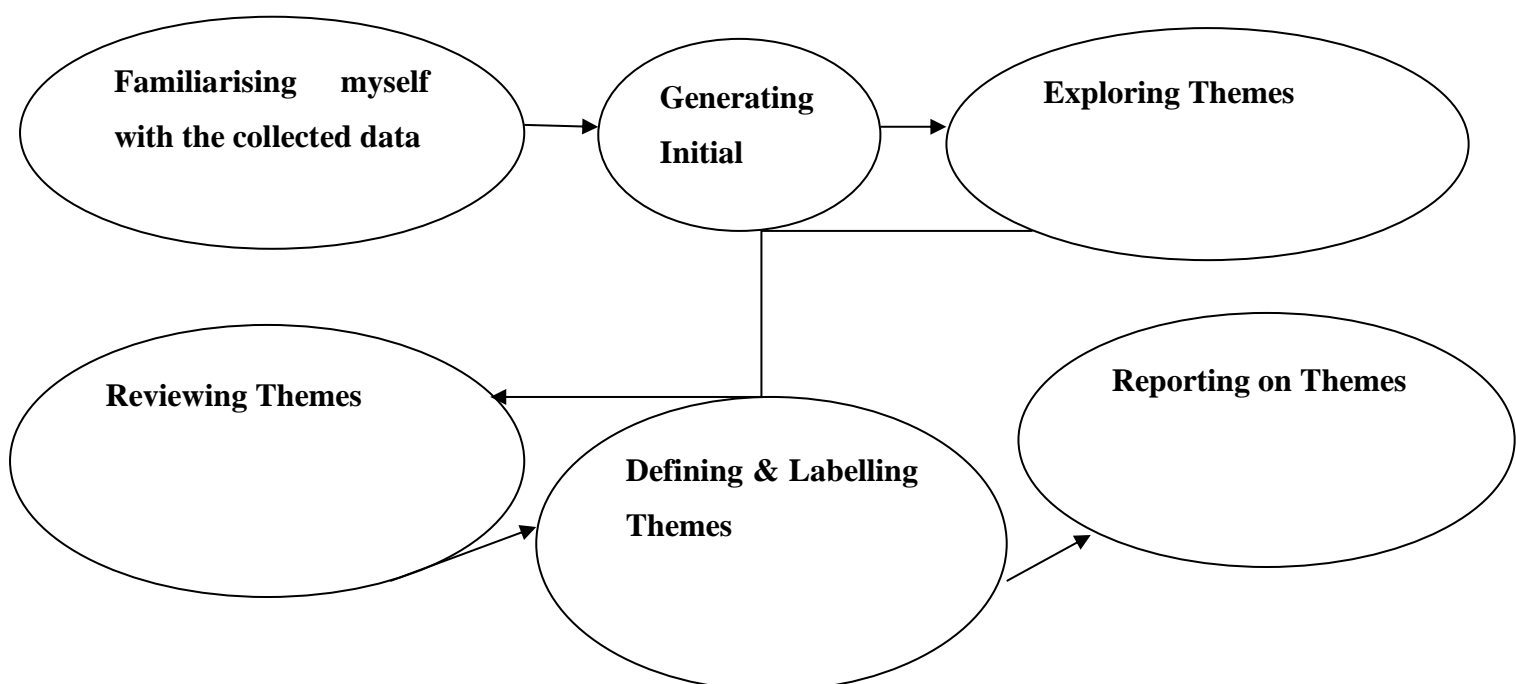 Familiarising myself
with the collected data
Generating
Initial
Exploring Themes
Reviewing Themes
Defining & Labelling
Themes
Reporting on Themes